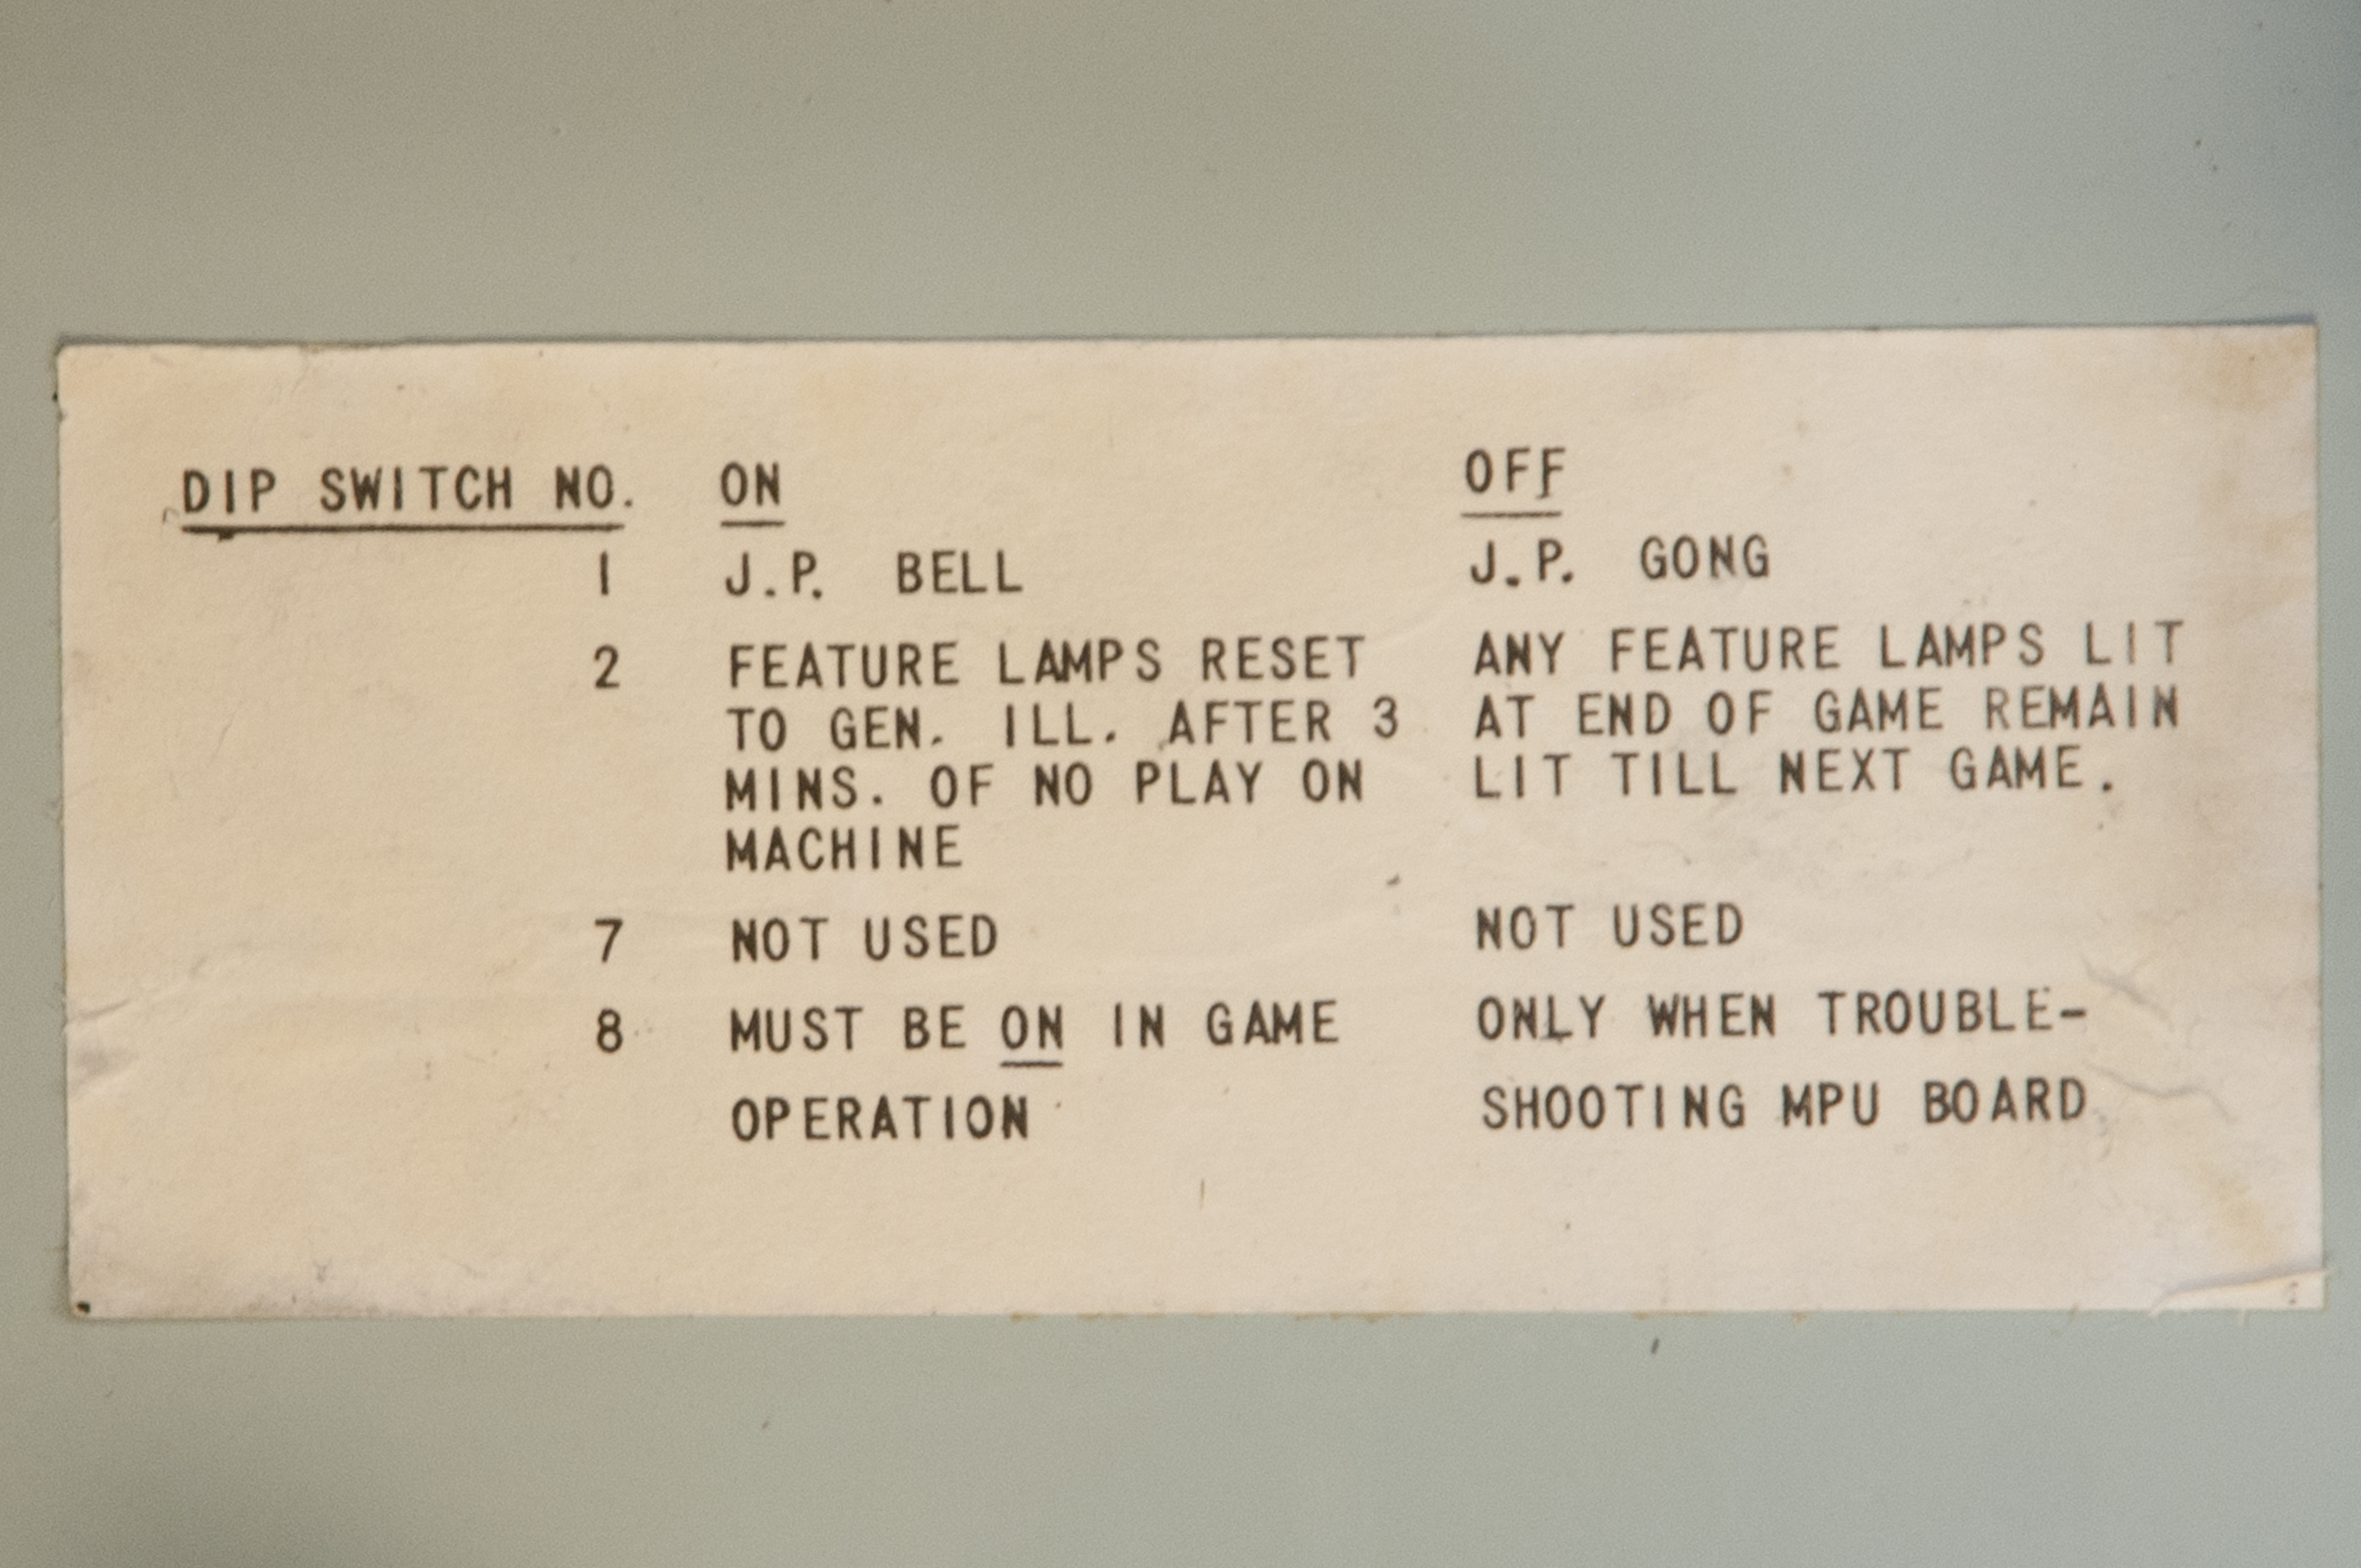 DIP SWITCH NO. ON OFF
1 J.P. BELL J.P. GONG
2 FEATURE LAMPS RESET ANY FEATURE LAMPS LIT
TO GEN. ILL. AFTER 3 AT END OF GAME REMAIN
MINS. OF NO PLAY ON LIT TILL NEXT GAME.
MACHINE
7 NOT USED NOT USED
8 MUST BE ON IN GAME ONLY WHEN TROUBLE-
OPERATION SHOOTING MPU BOARD